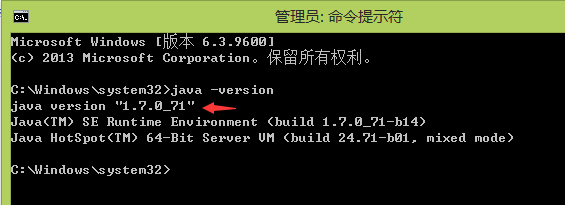 管理员: 命令提示符
Microsoft Windows [版本 6.3.9600]
(c) 2013 Microsoft Corporation。保留所有权利。
C:\Windows\system32>java -version
java version "1.7.0_71"
Java(TM) SE Runtime Environment (build 1.7.0_71-b14)
Java HotSpot(TM) 64-Bit Server VM (build 24.71-b01, mixed mode)
C:\Windows\system32>